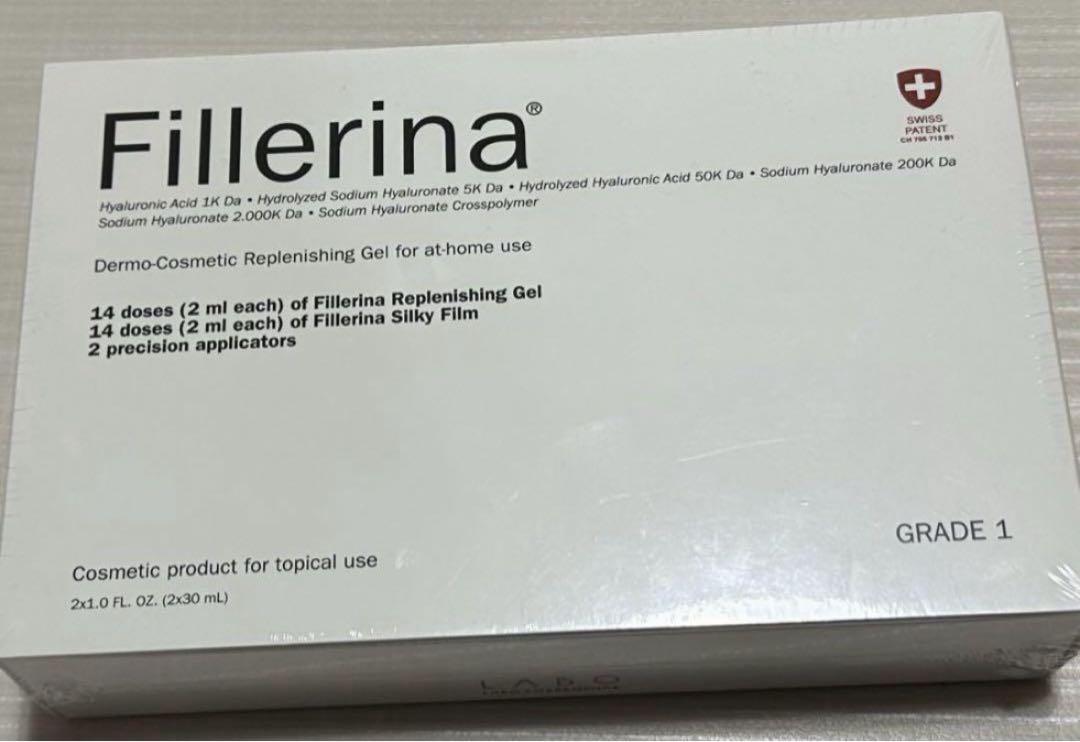 Fillerina®
SWISS
PATENT
Hyaluronic Acid 1K Da • Hydrolyzed Sodium Hyaluronate 5K Da • Hydrolyzed Hyaluronic Acid 50K Da • Sodium Hyaluronate 200K Da
Sodium Hyaluronate 2.000K Da • Sodium Hyaluronate Crosspolymer
Dermo-Cosmetic Replenishing Gel for at-home use
14 doses (2 ml each) of Fillerina Replenishing Gel
14 doses (2 ml each) of Fillerina Silky Film
2 precision applicators
GRADE 1
Cosmetic product for topical use
2x1.0 FL. OZ. (2x30 mL)
LABO